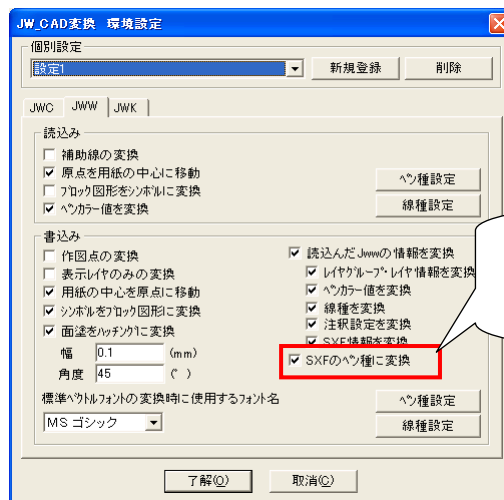 JW_CAD変換 環境設定
個別設定
設定1
新規登録
削除
JWC
JWW
JWK
読込み
補助線の変換
原点を用紙の中心に移動
ブロック図形をシンボルに変換
ペンカラー値を変換
ペン種設定
線種設定
書込み
作図点の変換
表示レイヤのみの変換
用紙の中心を原点に移動
シンボルをブロック図形に変換
面塗をハッチング1に変換
幅 0.1 (mm)
角度 45 (°)
読込んだJwwの情報を変換
レイヤグループ・レイヤ情報を変換
ペンカラー値を変換
線種を変換
注釈設定を変換
SXF情報を変換
SXFのペン種に変換
標準ベクトルフォントの変換時に使用するフォント名
MS ゴシック
ペン種設定
線種設定
了解(O)
取消(C)